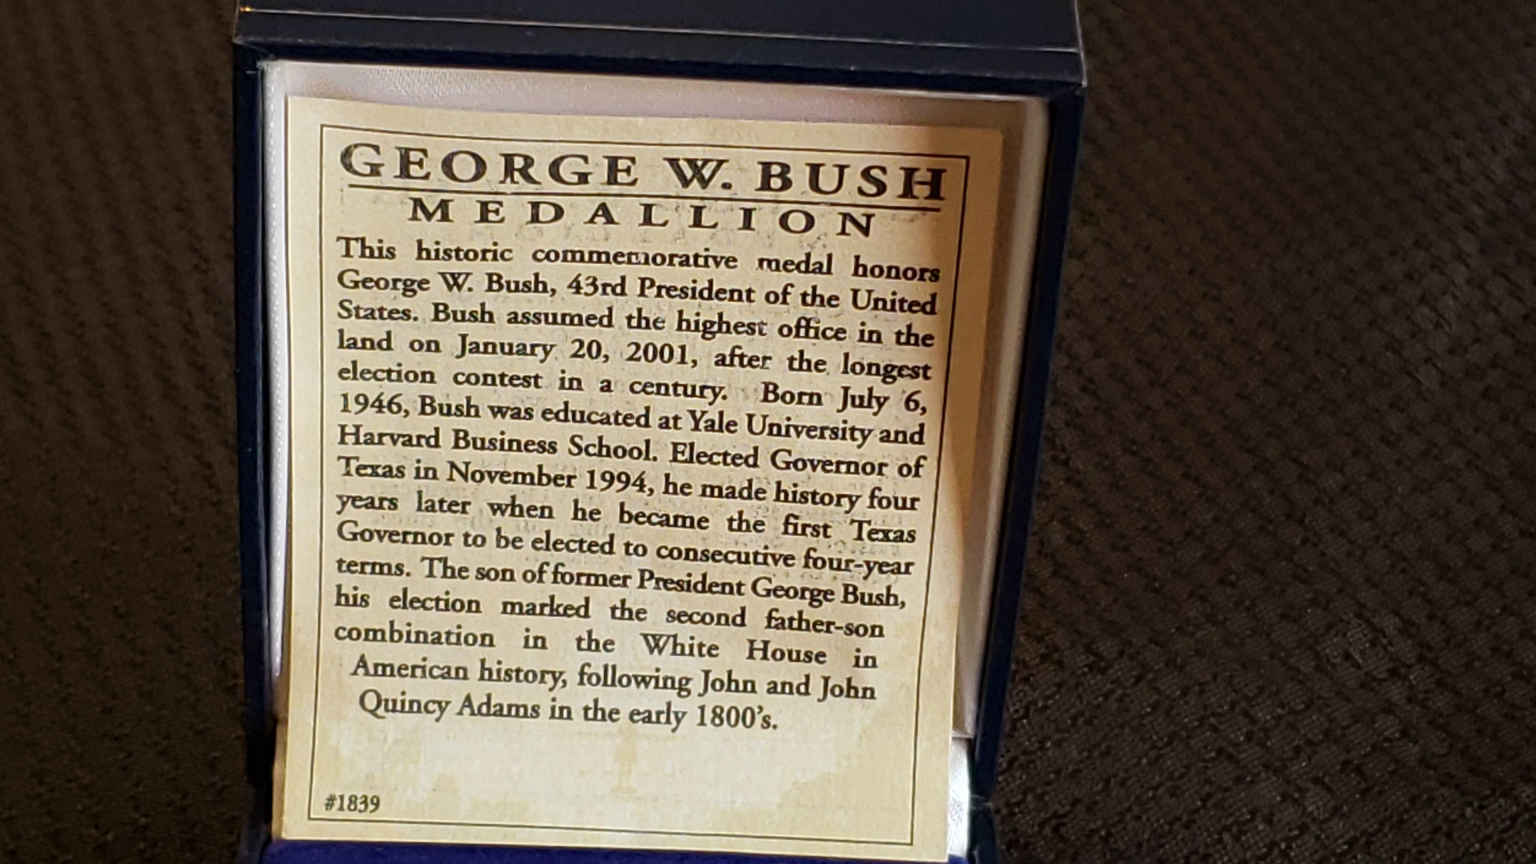 GEORGE W. BUSH
MEDALLION
This historic commemorative medal honors
George W. Bush, 43rd President of the United
States. Bush assumed the highest office in the
land on January 20, 2001, after the longest
election contest in a century. Born July 6,
1946, Bush was educated at Yale University and
Harvard Business School. Elected Governor of
Texas in November 1994, he made history four
years later when he became the first Texas
Governor to be elected to consecutive four-year
terms. The son of former President George Bush,
his election marked the second father-son
combination in the White House in
American history, following John and John
Quincy Adams in the early 1800's.
#1839